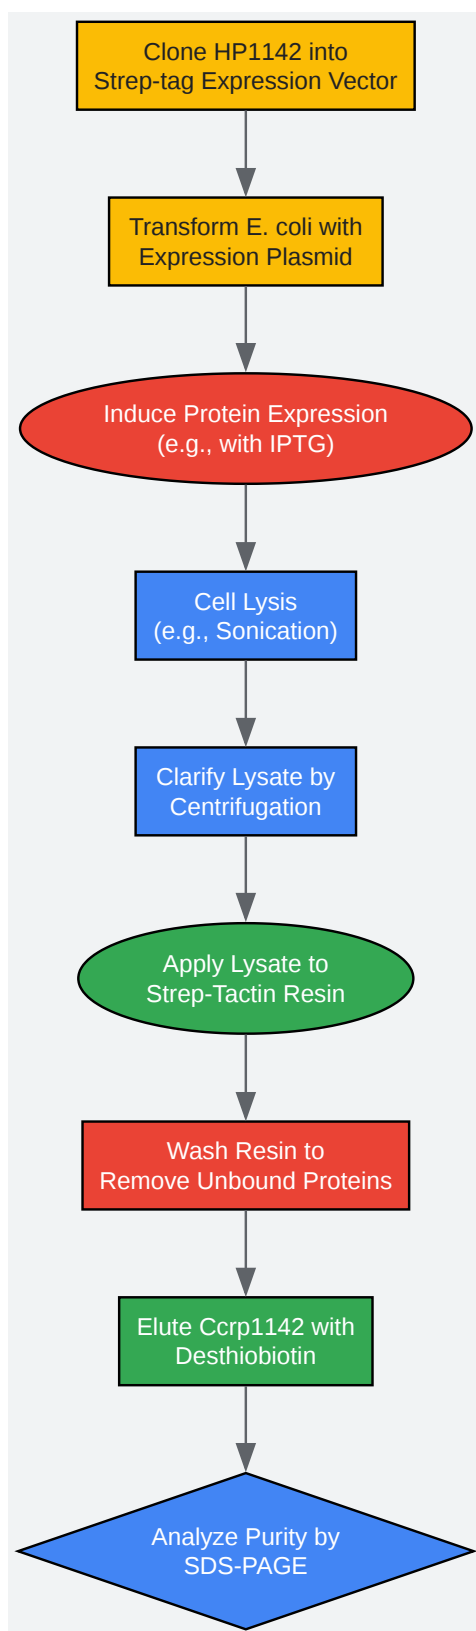 Clone HP1142 into
Strep-tag Expression Vector
Transform E. coli with
Expression Plasmid
Induce Protein Expression
(e.g., with IPTG)
Cell Lysis
(e.g., Sonication)
Clarify Lysate by
Centrifugation
Apply Lysate to
Strep-Tactin Resin
Wash Resin to
Remove Unbound Proteins
Elute Ccrp1142 with
Desthiobiotin
Analyze Purity by
SDS-PAGE